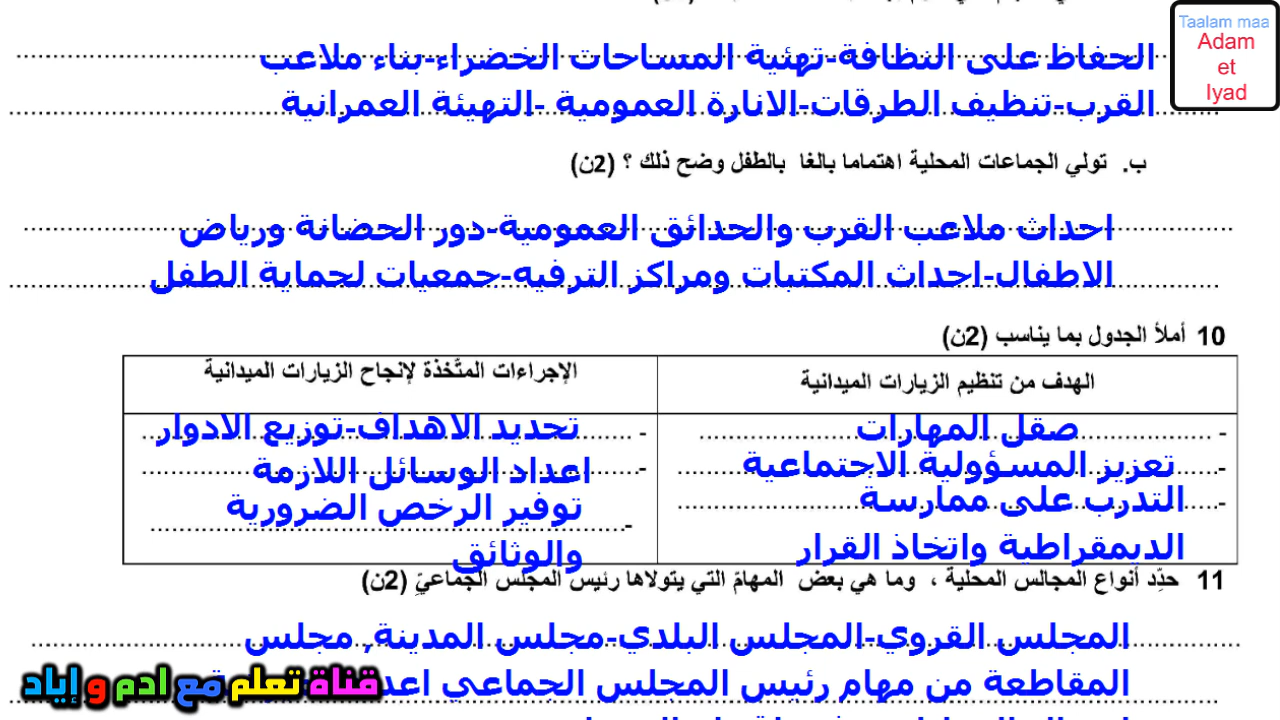 Taalam maa
Adam
et
Iyad
الحفاظ على النظافة-تهئية المساحات الخضراء-بناء ملاعب
القرب-تنظيف الطرقات-الانارة العمومية -التهيئة العمرانية
ب. تولي الجماعات المحلية اهتماما بالغا بالطفل وضح ذلك ؟ (2ن)
احداث ملاعب القرب والحدائق العمومية-دور الحضانة ورياض
الاطفال-احداث المكتبات ومراكز الترفيه-جمعيات لحماية الطفل
10 أملأ الجدول بما يناسب (2ن)
الهدف من تنظيم الزيارات الميدانية
الإجراءات المتَّخذة لإنجاح الزيارات الميدانية
- صقل المهارات
- تعزيز المسؤولية الاجتماعية
- التدرب على ممارسة
الديمقراطية واتخاذ القرار
- تحديد الاهداف-توزيع الادوار
- اعداد الوسائل اللازمة
- توفير الرخص الضرورية
والوثائق
11 حدِّد أنواع المجالس المحلية ، وما هي بعض المهامّ التي يتولاها رئيس المجلس الجماعيِّ (2ن)
المجلس القروي-المجلس البلدي-مجلس المدينة, مجلس
المقاطعة من مهام رئيس المجلس الجماعي
قناة تعلم مع ادم و إياد